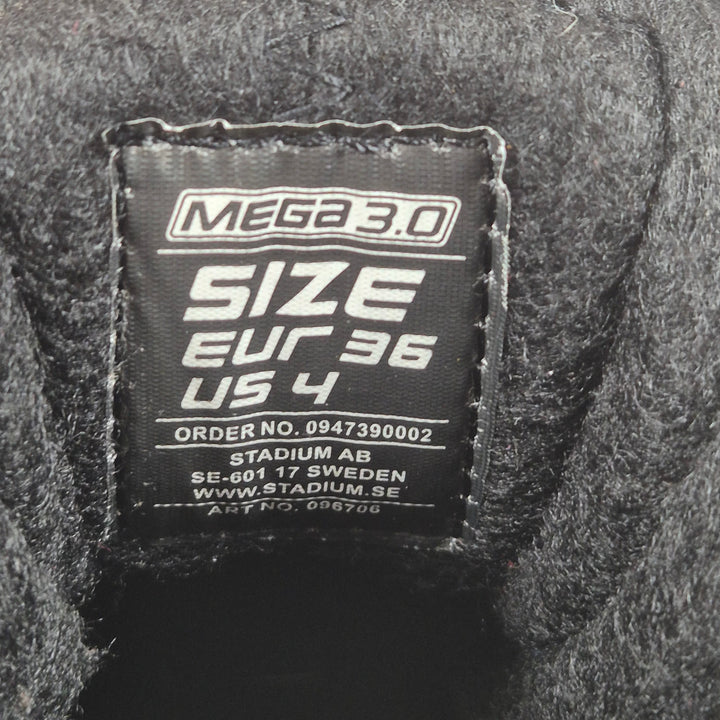 MEGa 3.0
SIZE
EUr 36
US 4
ORDER NO. 0947390002
STADIUM AB
SE-601 17 SWEDEN
WWW.STADIUM.SE
ART NO. 096706